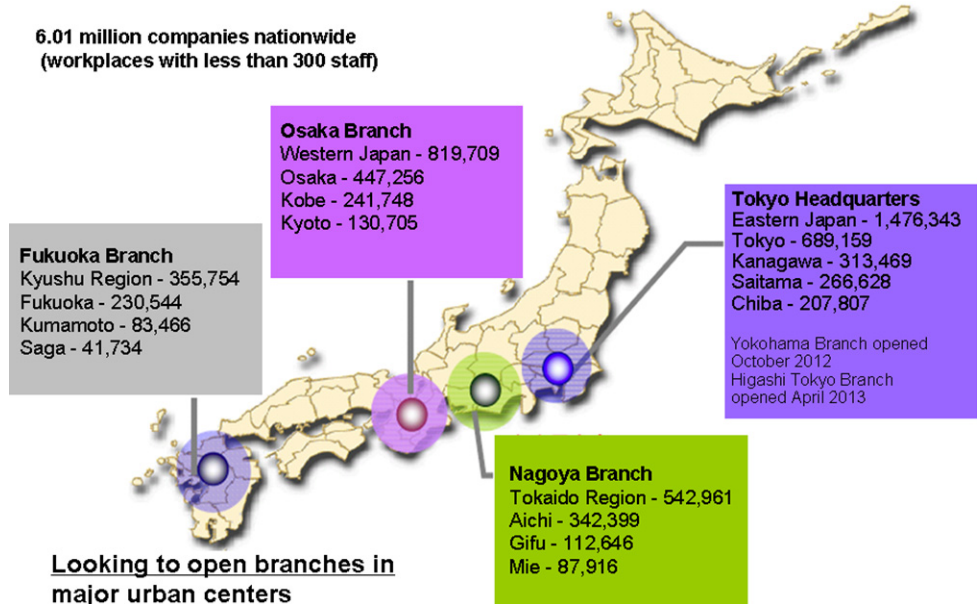 6.01 million companies nationwide
(workplaces with less than 300 staff)
Osaka Branch
Western Japan - 819,709
Osaka - 447,256
Kobe - 241,748
Kyoto - 130,705
Tokyo Headquarters
Eastern Japan - 1,476,343
Tokyo - 689,159
Kanagawa - 313,469
Saitama - 266,628
Chiba - 207,807
Yokohama Branch opened
October 2012
Higashi Tokyo Branch
opened April 2013
Fukuoka Branch
Kyushu Region - 355,754
Fukuoka - 230,544
Kumamoto - 83,466
Saga - 41,734
Nagoya Branch
Tokaido Region - 542,961
Aichi - 342,399
Gifu - 112,646
Mie - 87,916
Looking to open branches in
major urban centers